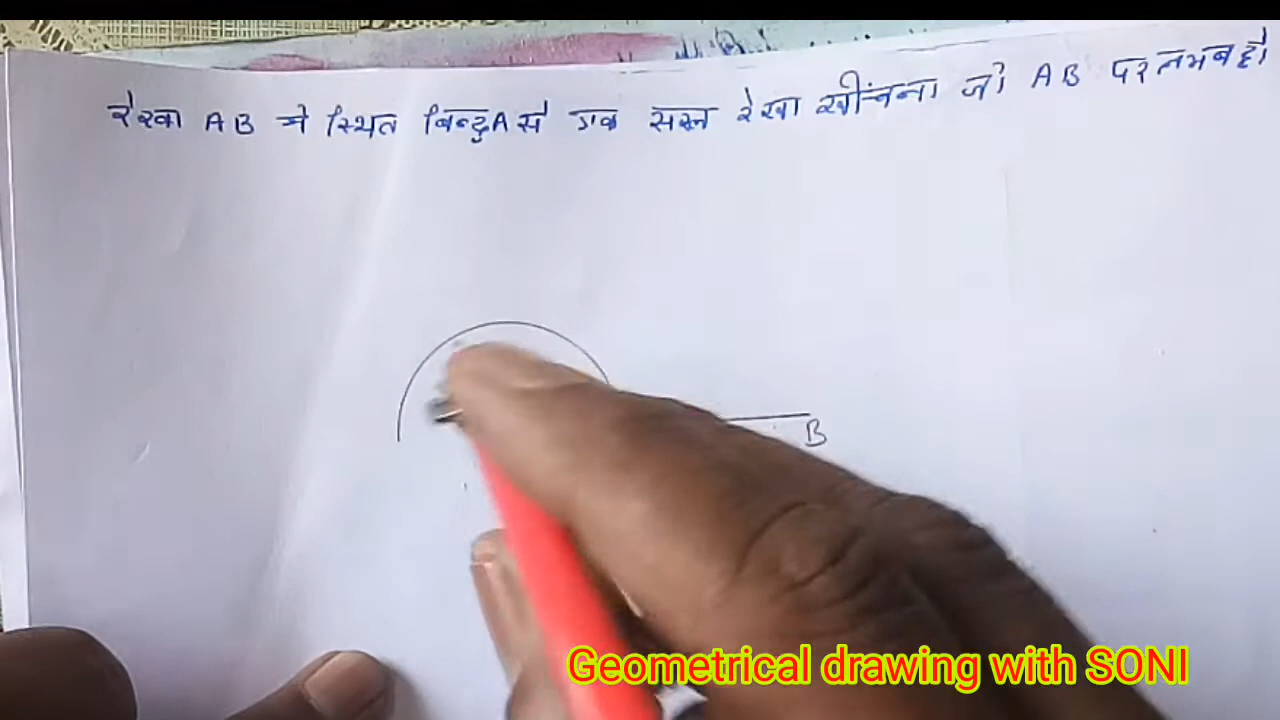 रेखा AB में स्थित बिन्दु A से एक सरल रेखा खींचना जो AB पर लम्ब हो।
B
Geometrical drawing with SONI